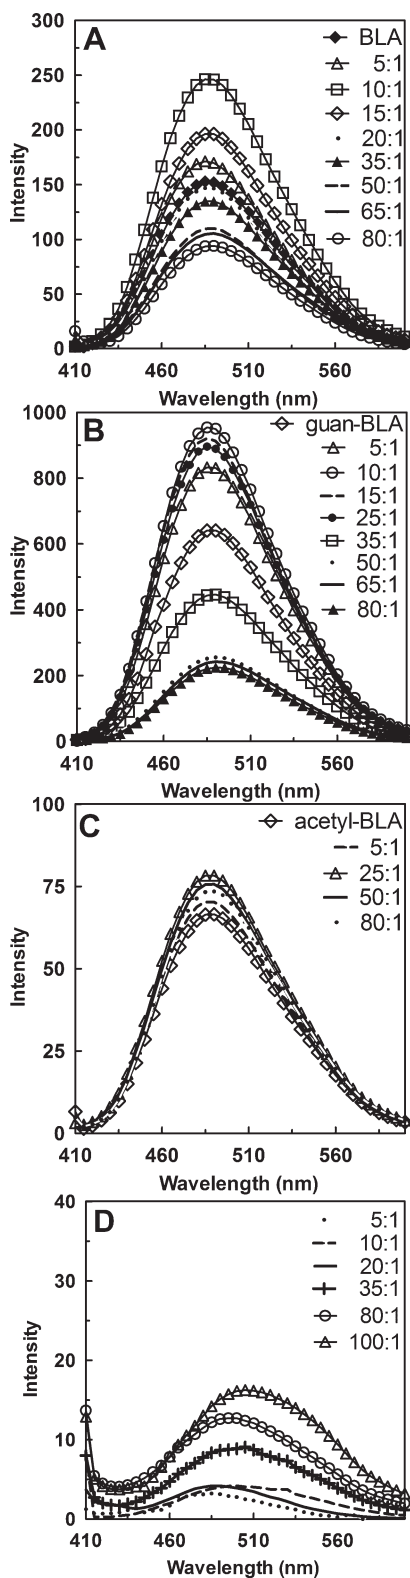 A
300
250
200
150
100
50
0
Intensity
BLA
5:1
10:1
15:1
20:1
35:1
50:1
65:1
80:1
410 460 510 560
Wavelength (nm)
B
1000
800
600
400
200
0
Intensity
guan-BLA
5:1
10:1
15:1
25:1
35:1
50:1
65:1
80:1
410 460 510 560
Wavelength (nm)
C
100
75
50
25
0
Intensity
acetyl-BLA
5:1
25:1
50:1
80:1
410 460 510 560
Wavelength (nm)
D
40
30
20
10
0
Intensity
5:1
10:1
20:1
35:1
80:1
100:1
410 460 510 560
Wavelength (nm)